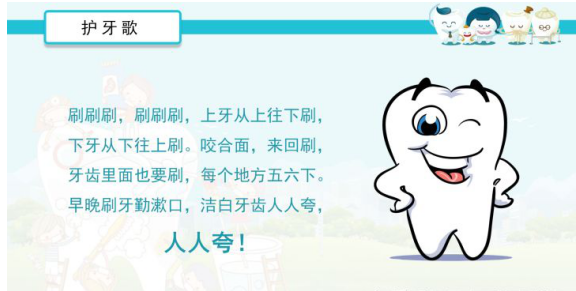 护牙歌
刷刷刷，刷刷刷，上牙从上往下刷，
下牙从下往上刷。咬合面，来回刷，
牙齿里面也要刷，每个地方五六下。
早晚刷牙勤漱口，洁白牙齿人人夸，
人人夸！